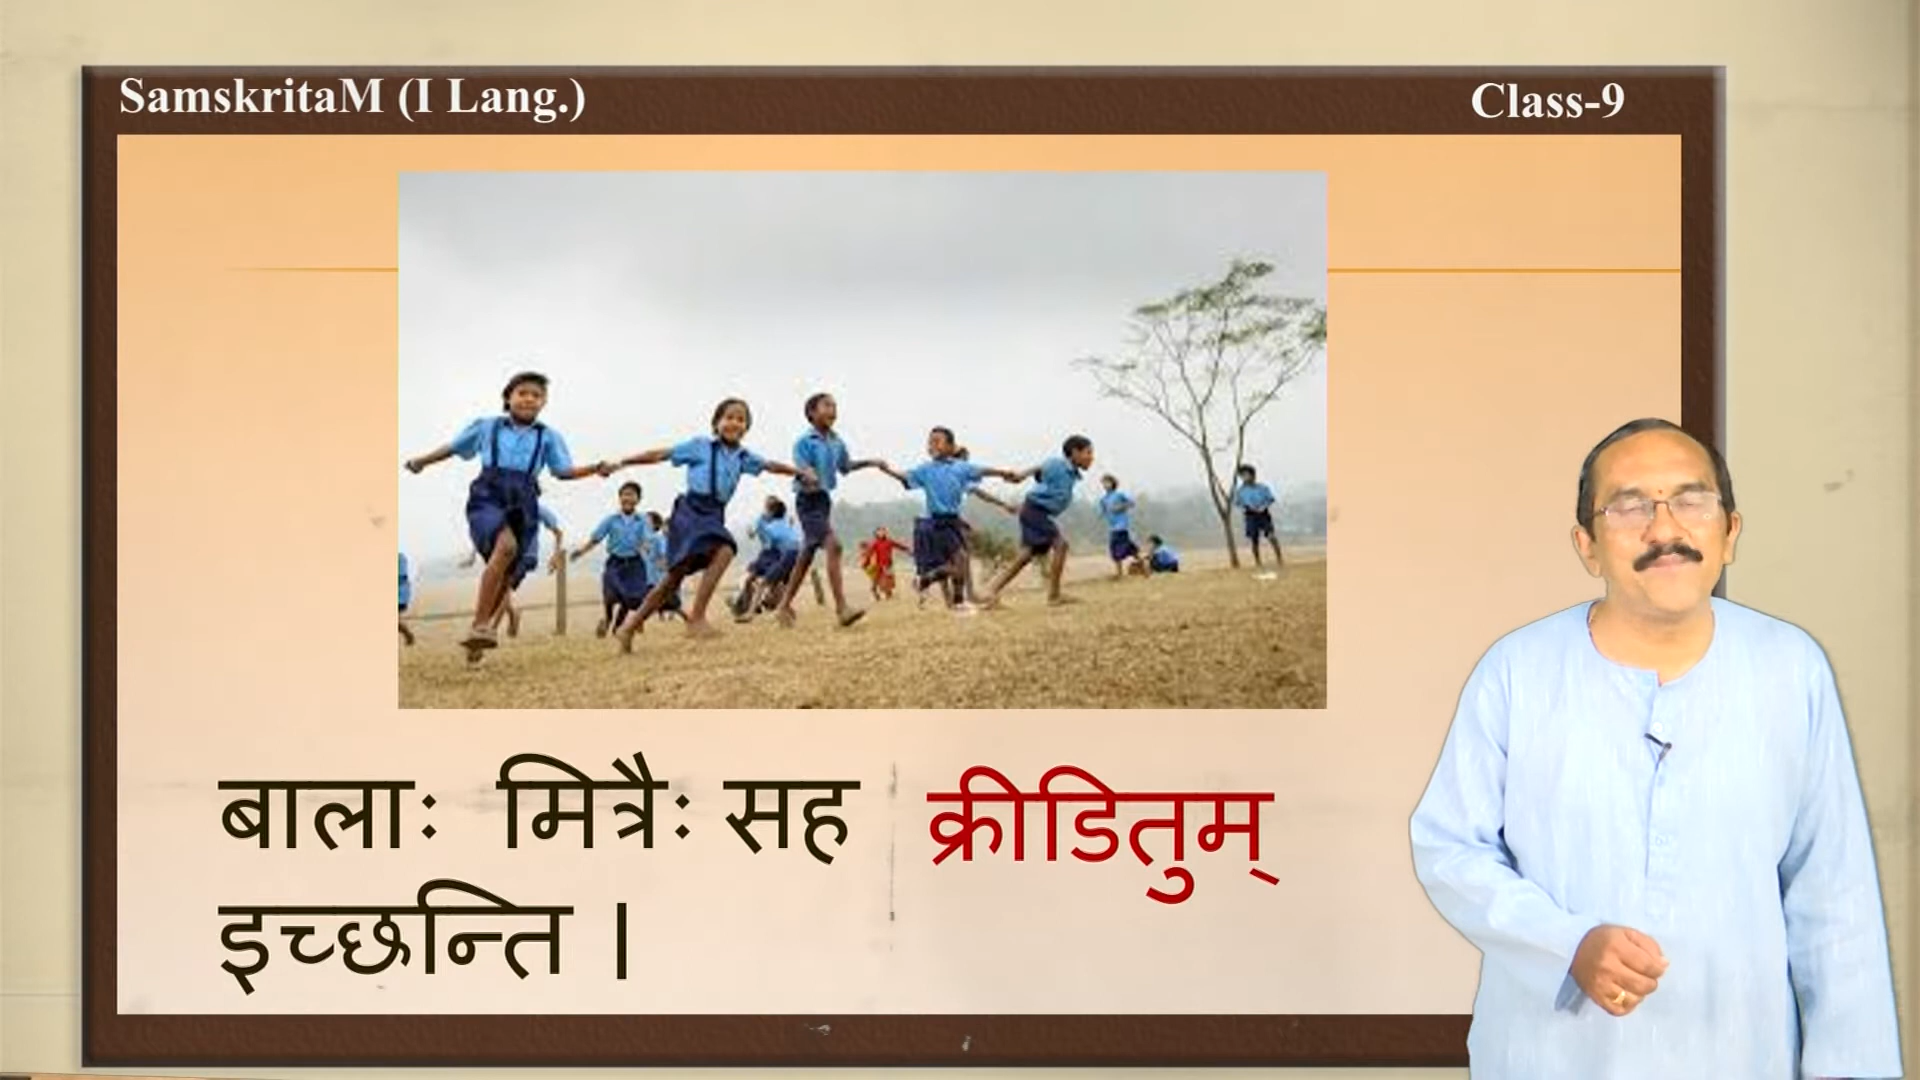 SamskritaM (I Lang.)
Class-9
बालाः मित्रैः सह क्रीडितुम्
इच्छन्ति ।